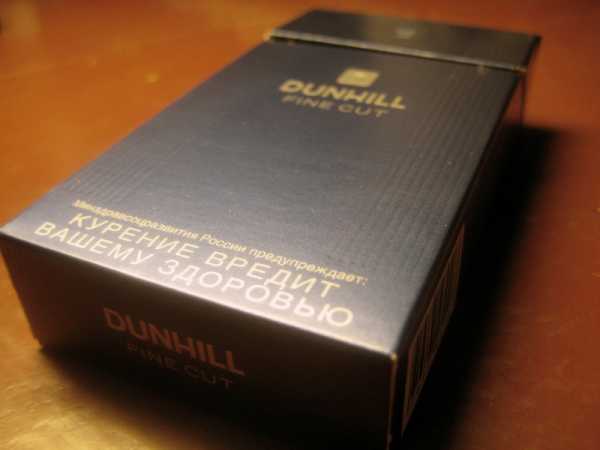 DUNHILL
FINE CUT
Минздравсоцразвития России предупреждает:
КУРЕНИЕ ВРЕДИТ
ВАШЕМУ ЗДОРОВЬЮ
DUNHILL
FINE CUT